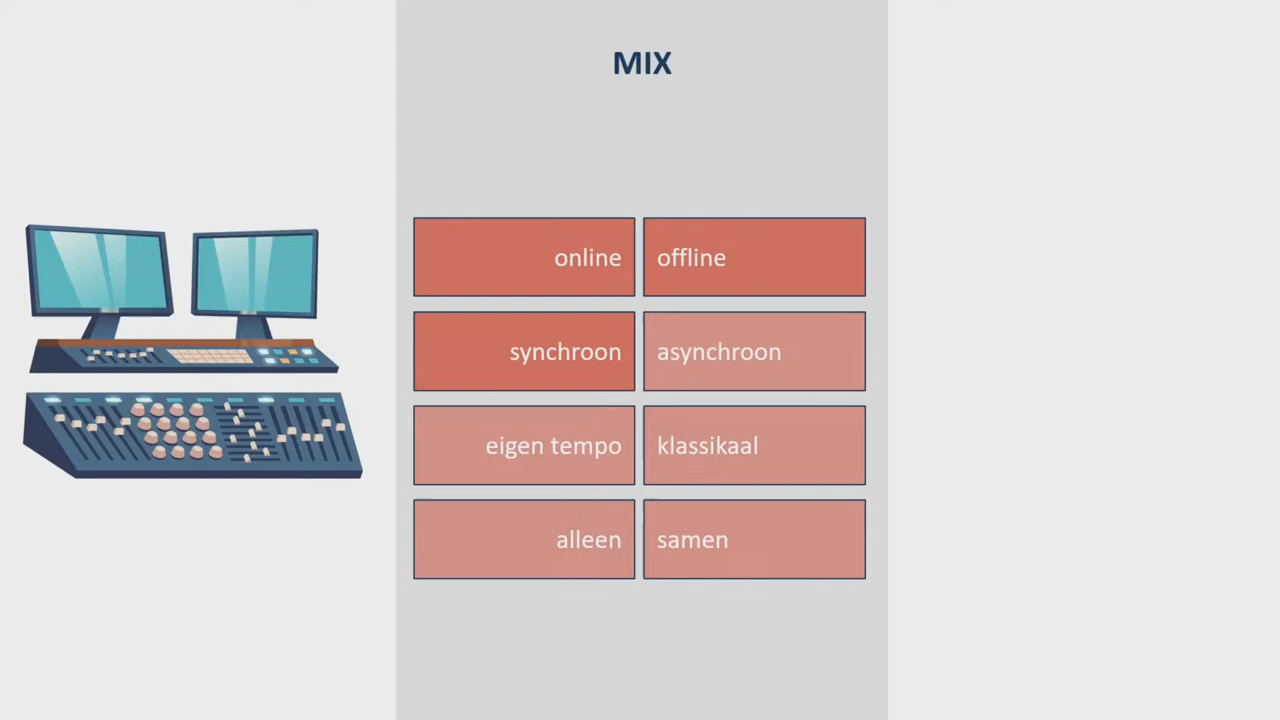 MIX
online offline
synchroon asynchroon
eigen tempo klassikaal
alleen samen